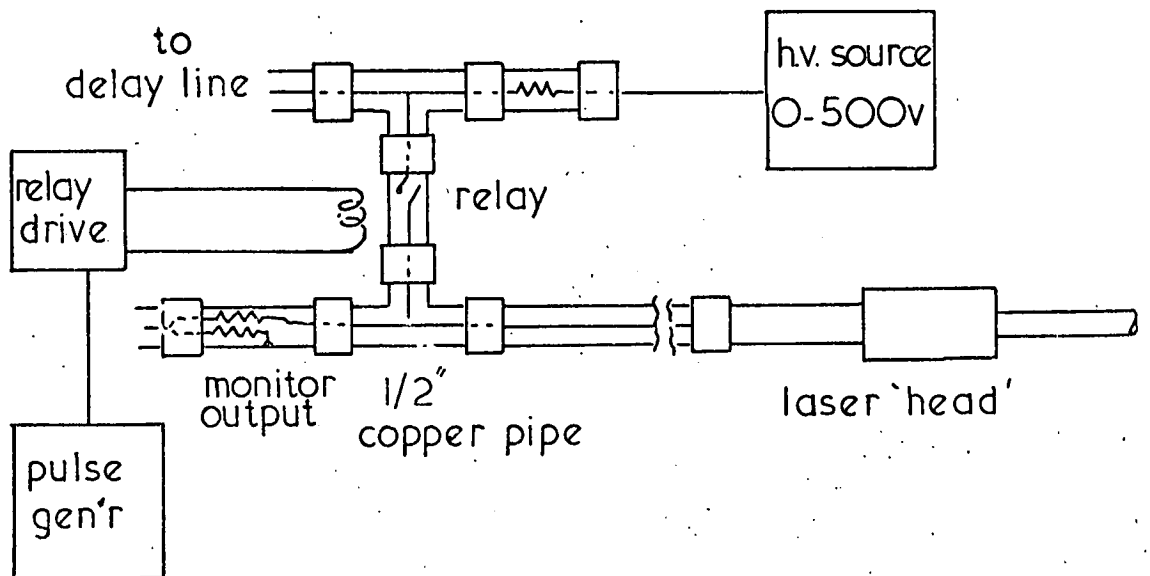 to
delay line
h.v. source
0-500v
relay
drive
relay
monitor
output
1/2"
copper pipe
laser 'head'
pulse
gen'r